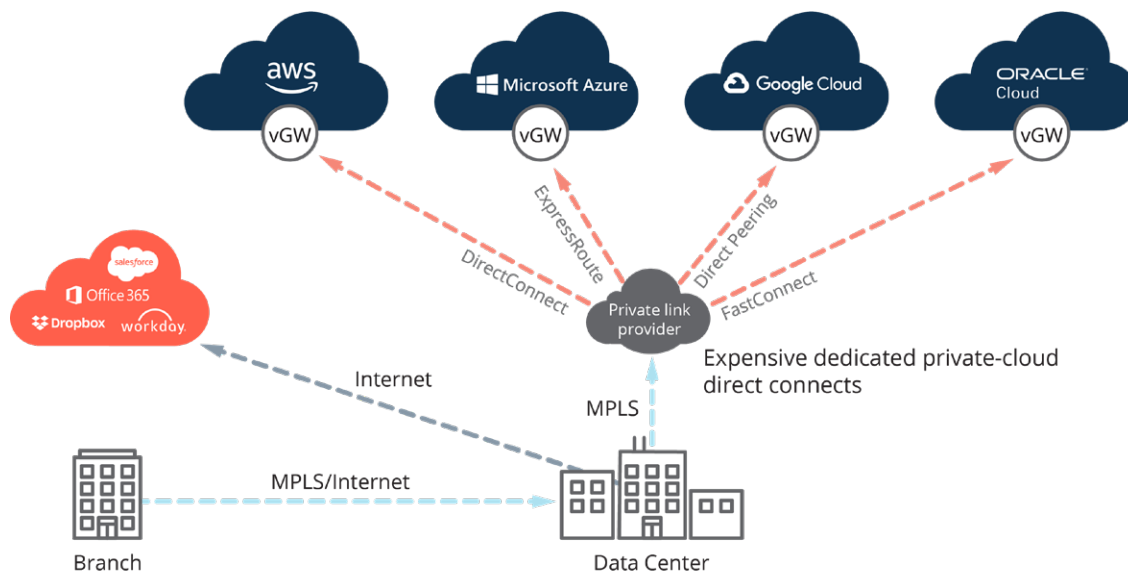 aws
Microsoft Azure
Google Cloud
ORACLE
Cloud
vGW
vGW
vGW
vGW
DirectConnect
ExpressRoute
Direct Peering
FastConnect
salesforce
Office 365
Dropbox
workday.
Private link
provider
Expensive dedicated private-cloud
direct connects
Internet
MPLS
MPLS/Internet
Branch
Data Center